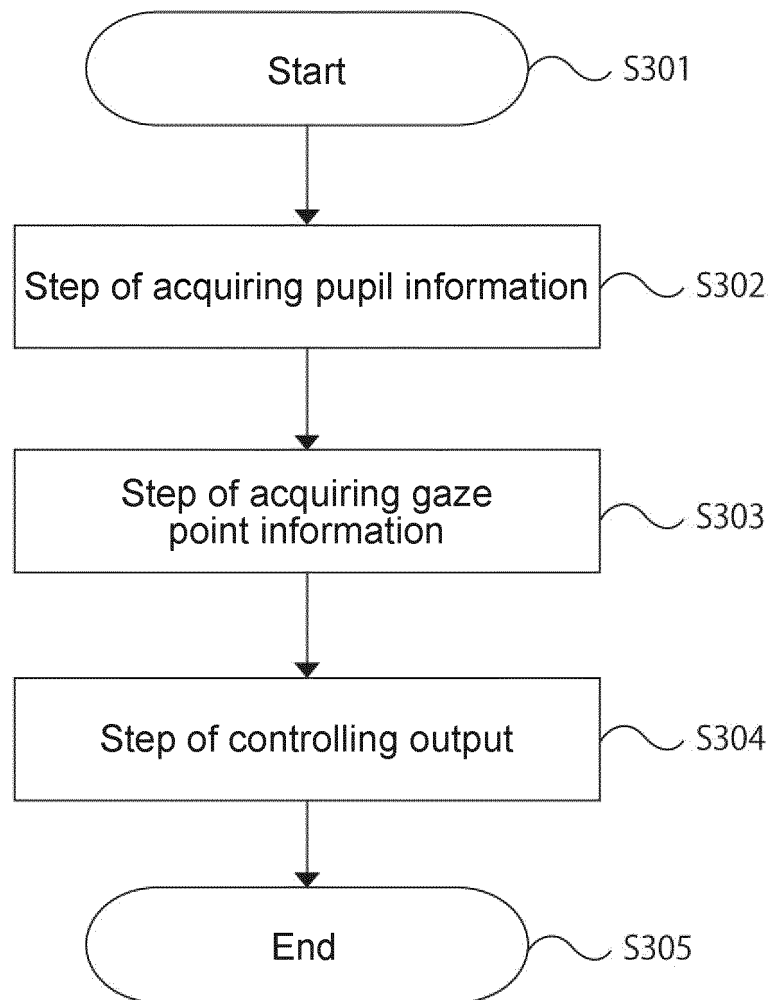 Start
S301
Step of acquiring pupil information
S302
Step of acquiring gaze
point information
S303
Step of controlling output
S304
End
S305